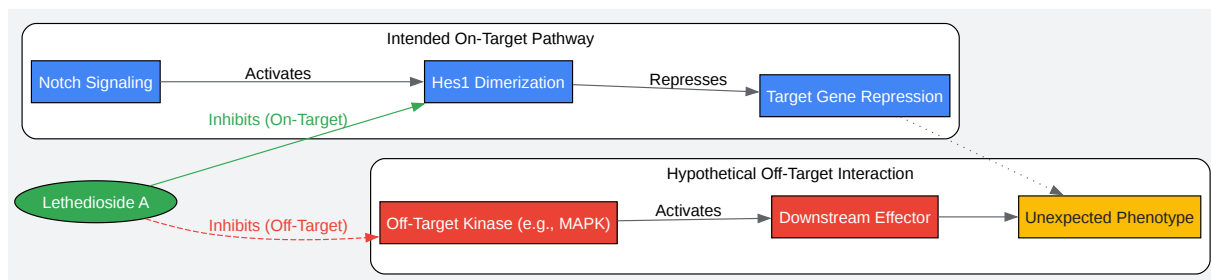 Intended On-Target Pathway
Notch Signaling
Activates
Hes1 Dimerization
Represses
Target Gene Repression
Inhibits (On-Target)
Hypothetical Off-Target Interaction
Lethedioside A
Inhibits (Off-Target)
Off-Target Kinase (e.g., MAPK)
Activates
Downstream Effector
Unexpected Phenotype